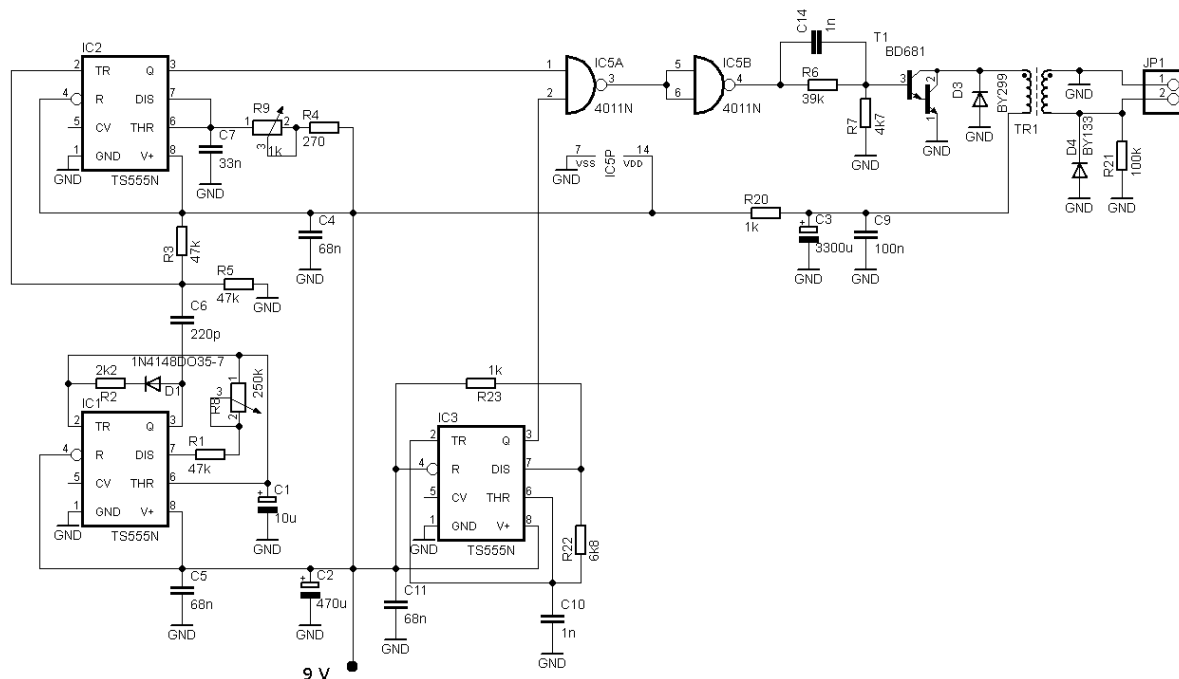 IC2
2 TR Q 3
4 R DIS 7
5 CV THR 6
1 GND V+ 8
GND
TS555N
C7
33n
GND
1 R9 2
3 1k
R4
270
C4
68n
GND
R3
47k
R5
47k
GND
C6
220p
1N4148DO35-7
2k2
R2
D1
R8
250k
1
3
2
IC1
2 TR Q 3
4 R DIS 7
5 CV THR 6
1 GND V+ 8
GND
TS555N
R1
47k
C1
10u
GND
C5
68n
GND
C2
470u
GND
9 V
1k
R23
IC3
2 TR Q 3
4 R DIS 7
5 CV THR 6
1 GND V+ 8
GND
TS555N
R22
6k8
C11
68n
GND
C10
1n
GND
1
2
IC5A
3
4011N
5
6
IC5B
4
4011N
7 VSS
IC5P
14 VDD
GND
C14
1n
R6
39k
R7
4k7
GND
T1
BD681
3
2
1
GND
D3
BY299
GND
TR1
GND
D4
BY133
GND
R21
100k
GND
JP1
1
2
R20
1k
C3
3300u
GND
C9
100n
GND